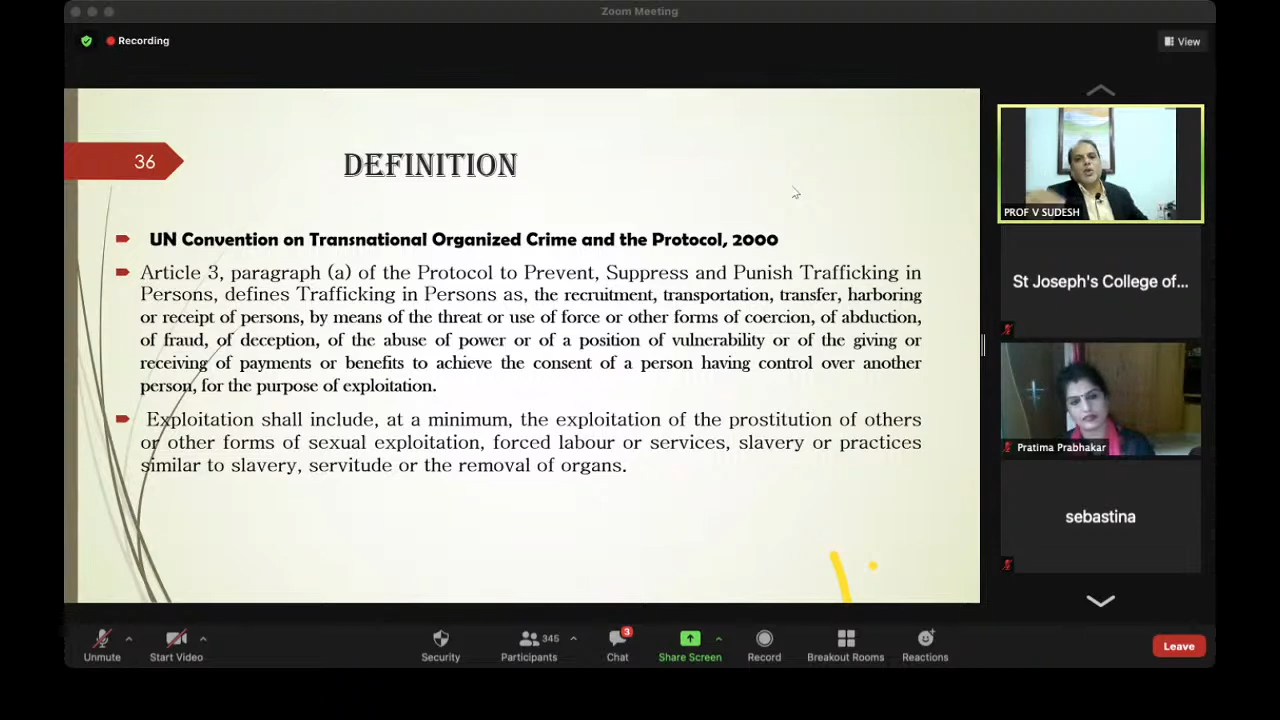 Zoom Meeting
Recording
View
36
DEFINITION
UN Convention on Transnational Organized Crime and the Protocol, 2000
Article 3, paragraph (a) of the Protocol to Prevent, Suppress and Punish Trafficking in
Persons, defines Trafficking in Persons as, the recruitment, transportation, transfer, harboring
or receipt of persons, by means of the threat or use of force or other forms of coercion, of abduction,
of fraud, of deception, of the abuse of power or of a position of vulnerability or of the giving or
receiving of payments or benefits to achieve the consent of a person having control over another
person, for the purpose of exploitation.
Exploitation shall include, at a minimum, the exploitation of the prostitution of others
or other forms of sexual exploitation, forced labour or services, slavery or practices
similar to slavery, servitude or the removal of organs.
PROF V SUDESH
St Joseph's College of...
Pratima Prabhakar
sebastina
Unmute
Start Video
Security
Participants
345
Chat
3
Share Screen
Record
Breakout Rooms
Reactions
Leave